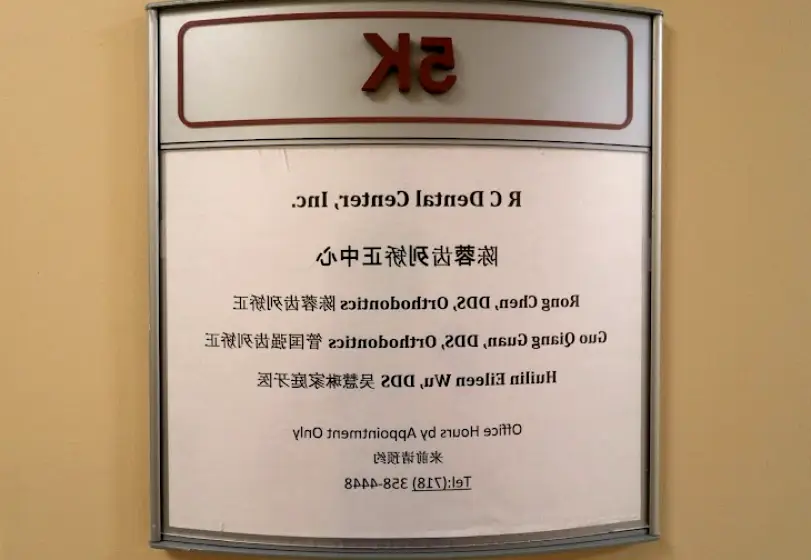 5K
R C Dental Center, Inc.
陈蓉齿列矫正中心
Rong Chen, DDS, Orthodontics 陈蓉齿列矫正
Guo Qiang Guan, DDS, Orthodontics 管国强齿列矫正
Huilin Eileen Wu, DDS 吴慧琳家庭牙医
Office Hours by Appointment Only
来前请预约
Tel:(718) 358-4448